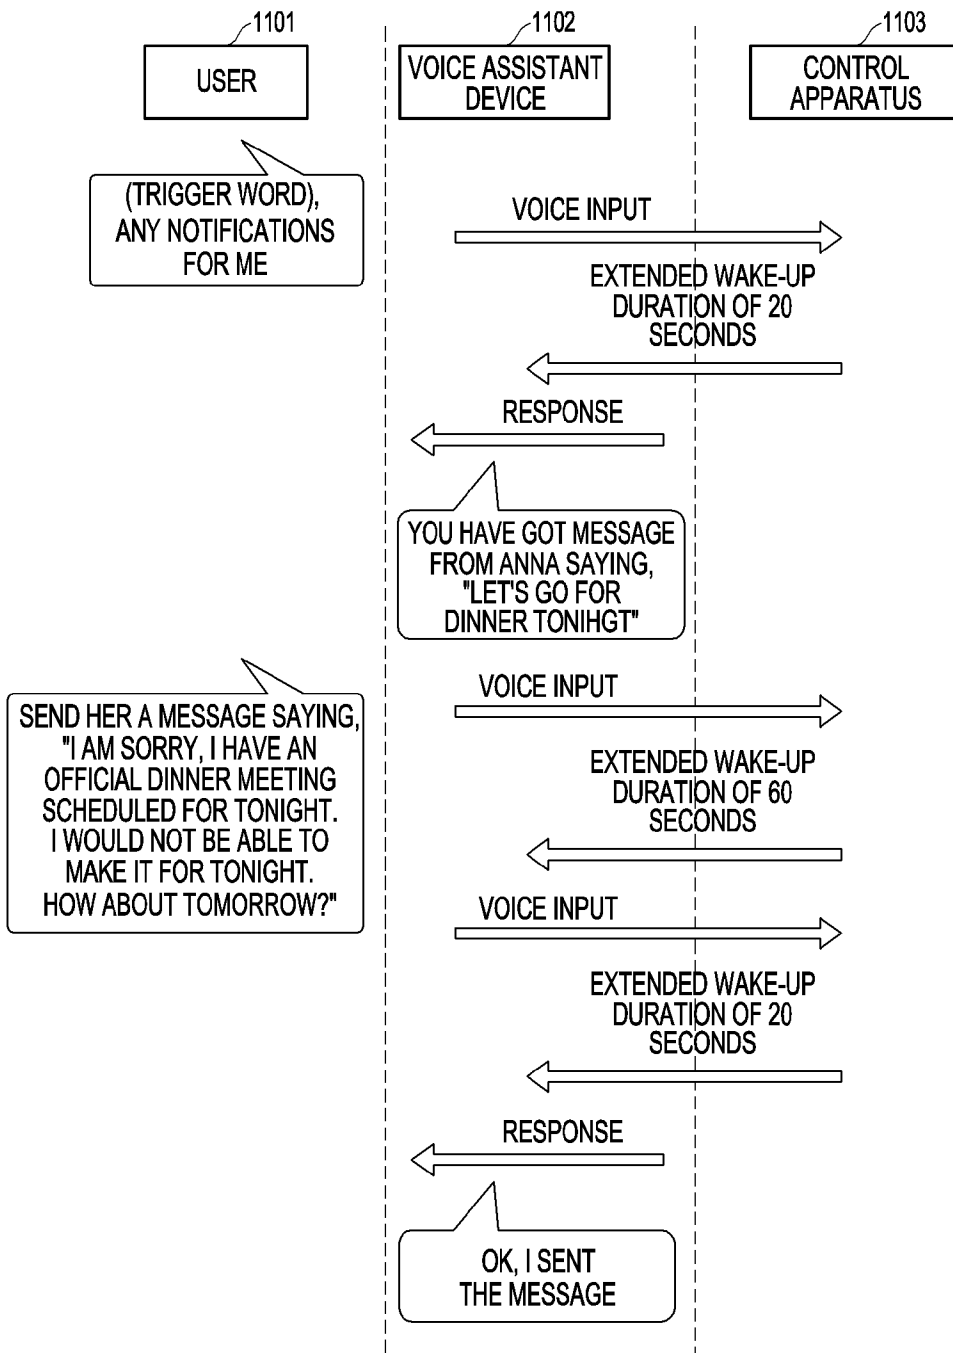 1101
1102
1103
USER
VOICE ASSISTANT
DEVICE
CONTROL
APPARATUS
(TRIGGER WORD),
ANY NOTIFICATIONS
FOR ME
VOICE INPUT
EXTENDED WAKE-UP
DURATION OF 20
SECONDS
RESPONSE
YOU HAVE GOT MESSAGE
FROM ANNA SAYING,
"LET'S GO FOR
DINNER TONIHGT"
SEND HER A MESSAGE SAYING,
"I AM SORRY, I HAVE AN
OFFICIAL DINNER MEETING
SCHEDULED FOR TONIGHT.
I WOULD NOT BE ABLE TO
MAKE IT FOR TONIGHT.
HOW ABOUT TOMORROW?"
VOICE INPUT
EXTENDED WAKE-UP
DURATION OF 60
SECONDS
VOICE INPUT
EXTENDED WAKE-UP
DURATION OF 20
SECONDS
RESPONSE
OK, I SENT
THE MESSAGE